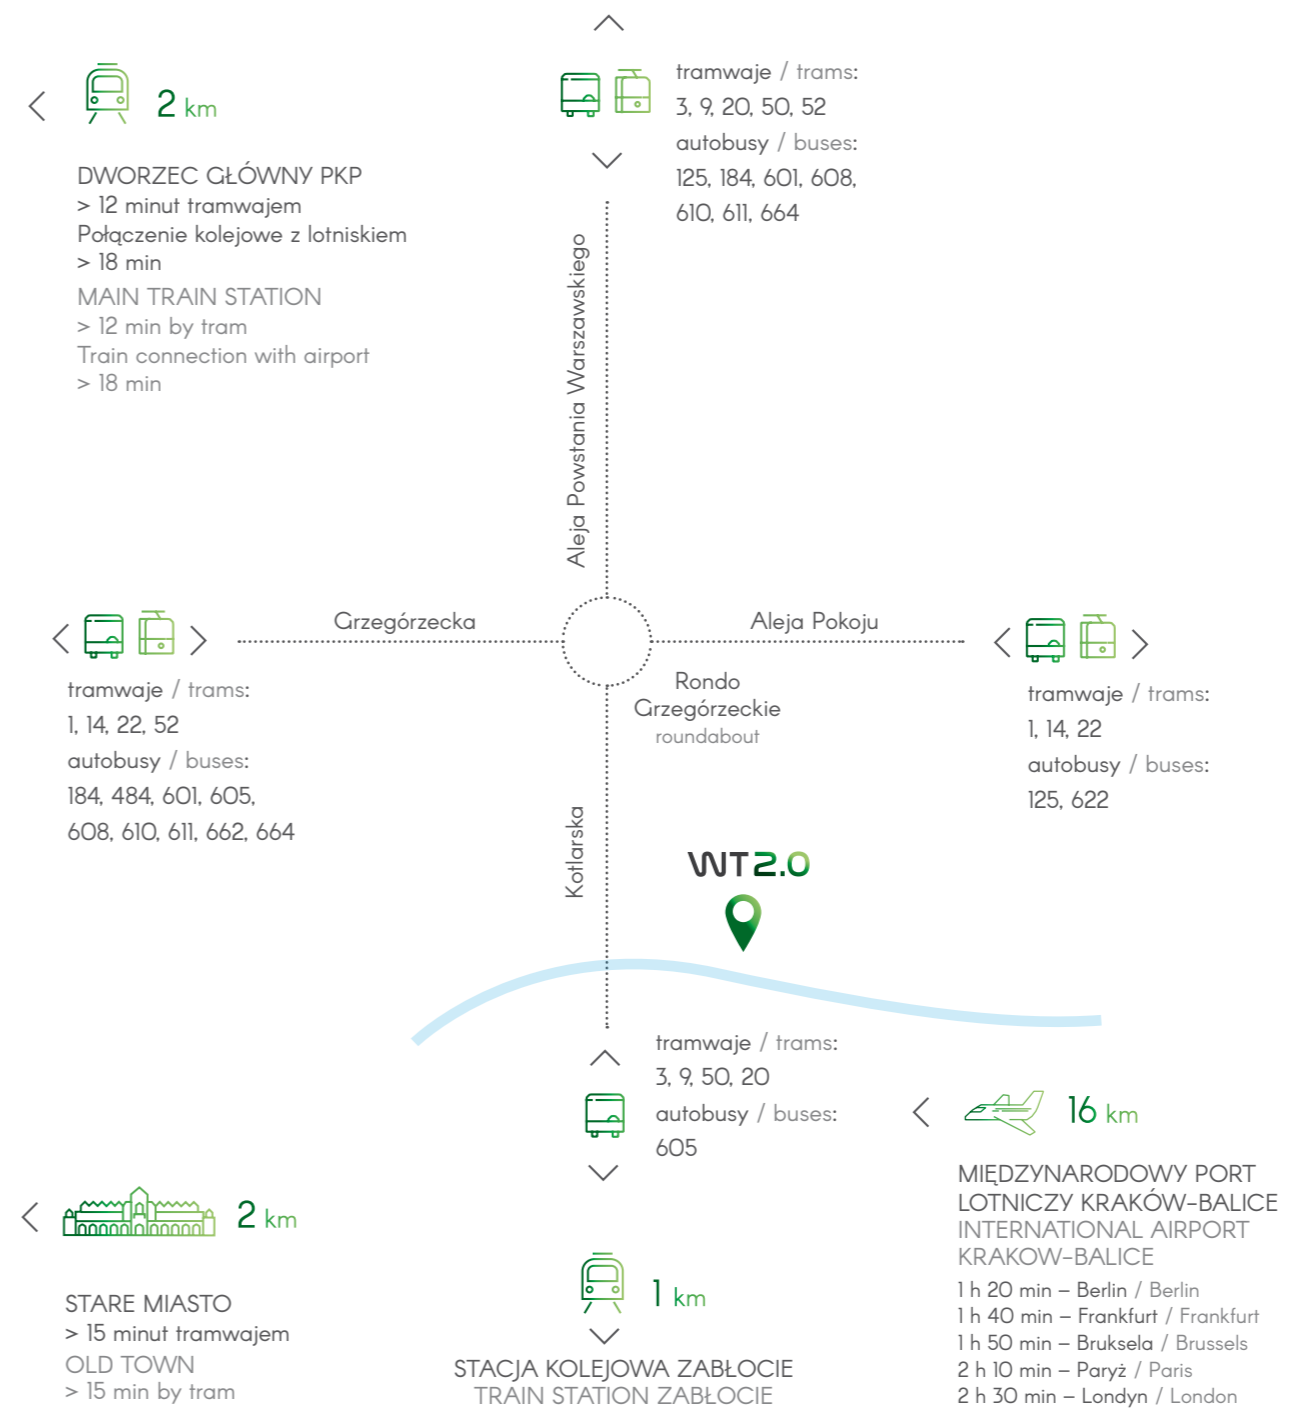 2 km
DWORZEC GŁÓWNY PKP
> 12 minut tramwajem
Połączenie kolejowe z lotniskiem
> 18 min
MAIN TRAIN STATION
> 12 min by tram
Train connection with airport
> 18 min
tramwaje / trams:
3, 9, 20, 50, 52
autobusy / buses:
125, 184, 601, 608,
610, 611, 664
Aleja Powstania Warszawskiego
Grzegórzecka
Aleja Pokoju
Rondo
Grzegórzeckie
roundabout
tramwaje / trams:
1, 14, 22, 52
autobusy / buses:
184, 484, 601, 605,
608, 610, 611, 662, 664
tramwaje / trams:
1, 14, 22
autobusy / buses:
125, 622
Kotlarska
WT2.0
tramwaje / trams:
3, 9, 50, 20
autobusy / buses:
605
2 km
STARE MIASTO
> 15 minut tramwajem
OLD TOWN
> 15 min by tram
1 km
STACJA KOLEJOWA ZABŁOCIE
TRAIN STATION ZABŁOCIE
16 km
MIĘDZYNARODOWY PORT
LOTNICZY KRAKÓW-BALICE
INTERNATIONAL AIRPORT
KRAKOW-BALICE
1 h 20 min – Berlin / Berlin
1 h 40 min – Frankfurt / Frankfurt
1 h 50 min – Bruksela / Brussels
2 h 10 min – Paryż / Paris
2 h 30 min – Londyn / London